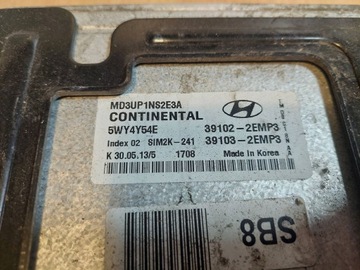 MD3UP1NS2E3A
CONTINENTAL
HYUNDAI
5WY4Y54E 39102-2EMP3
Index 02 SIM2K-241 39103-2EMP3
K 30.05.13/5 1708 Made in Korea
SB8